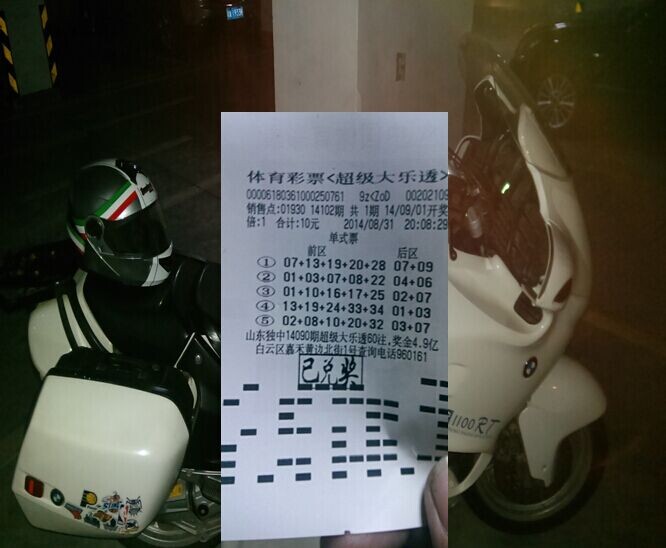 体育彩票<超级大乐透>
00006180361000250761 9z<ZoD 00202109
销售点:01930 14102期 共 1期 14/09/01开奖
倍:1 合计:10元 2014/08/31 20:08:29
单式票
前区 后区
① 07+13+19+20+28 07+09
② 01+03+07+08+22 04+06
③ 01+10+16+17+25 02+07
④ 13+19+24+33+34 01+03
⑤ 02+08+10+20+32 03+07
山东独中14090期超级大乐透60注,奖金4.9亿
白云区嘉禾黄边北街1号查询电话960161
已兑奖
R1100RT